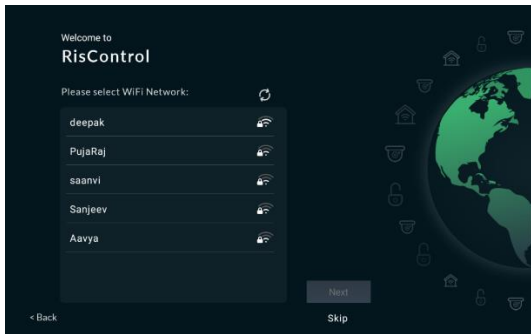 Welcome to
RisControl
Please select WiFi Network:
deepak
PujaRaj
saanvi
Sanjeev
Aavya
Next
< Back
Skip